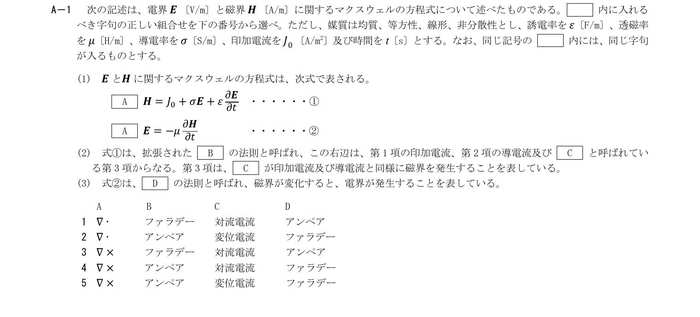 A－1 次の記述は、電界 E〔V/m〕と磁界 H〔A/m〕に関するマクスウェルの方程式について述べたものである。□ 内に入れる
べき字句の正しい組合せを下の番号から選べ。ただし、媒質は均質、等方性、線形、非分散性とし、誘電率を ε〔F/m〕、透磁率
を μ〔H/m〕、導電率を σ〔S/m〕、印加電流を J₀〔A/m²〕及び時間を t〔s〕とする。なお、同じ記号の □ 内には、同じ字句
が入るものとする。
(1) E と H に関するマクスウェルの方程式は、次式で表される。
A H = J₀ + σE + ε ∂E/∂t ・・・・・・①
A E = −μ ∂H/∂t ・・・・・・②
(2) 式①は、拡張された B の法則と呼ばれ、この右辺は、第１項の印加電流、第２項の導電流及び C と呼ばれてい
る第３項からなる。第３項は、 C が印加電流及び導電流と同様に磁界を発生することを表している。
(3) 式②は、 D の法則と呼ばれ、磁界が変化すると、電界が発生することを表している。
A B C D
1 ∇・ ファラデー 対流電流 アンペア
2 ∇・ アンペア 変位電流 ファラデー
3 ∇× ファラデー 対流電流 アンペア
4 ∇× アンペア 対流電流 ファラデー
5 ∇× アンペア 変位電流 ファラデー